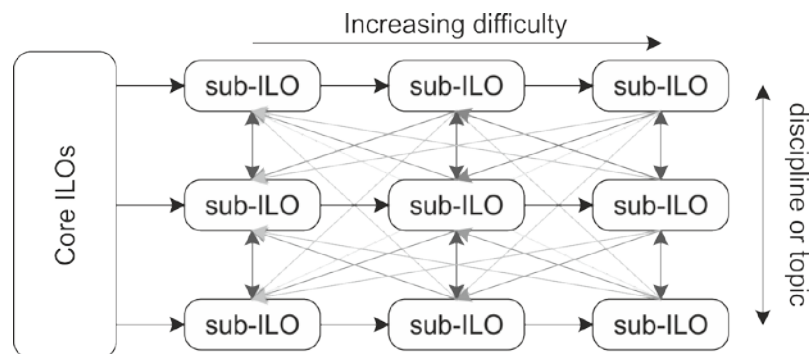 Increasing difficulty
sub-ILO sub-ILO sub-ILO
Core ILOs
sub-ILO sub-ILO sub-ILO
discipline or topic
sub-ILO sub-ILO sub-ILO